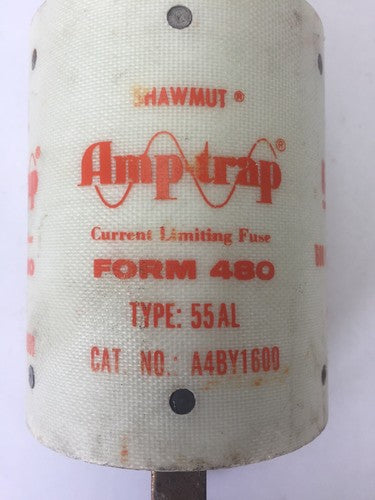 SHAWMUT ®
Amp-trap®
Current Limiting Fuse
FORM 480
TYPE: 55AL
CAT. NO.: A4BY1600